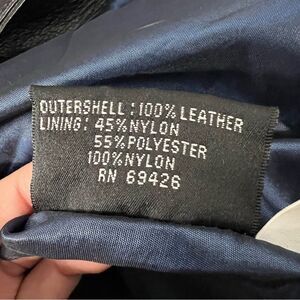 OUTERSHELL: 100% LEATHER
LINING: 45% NYLON
55% POLYESTER
100% NYLON
RN 69426